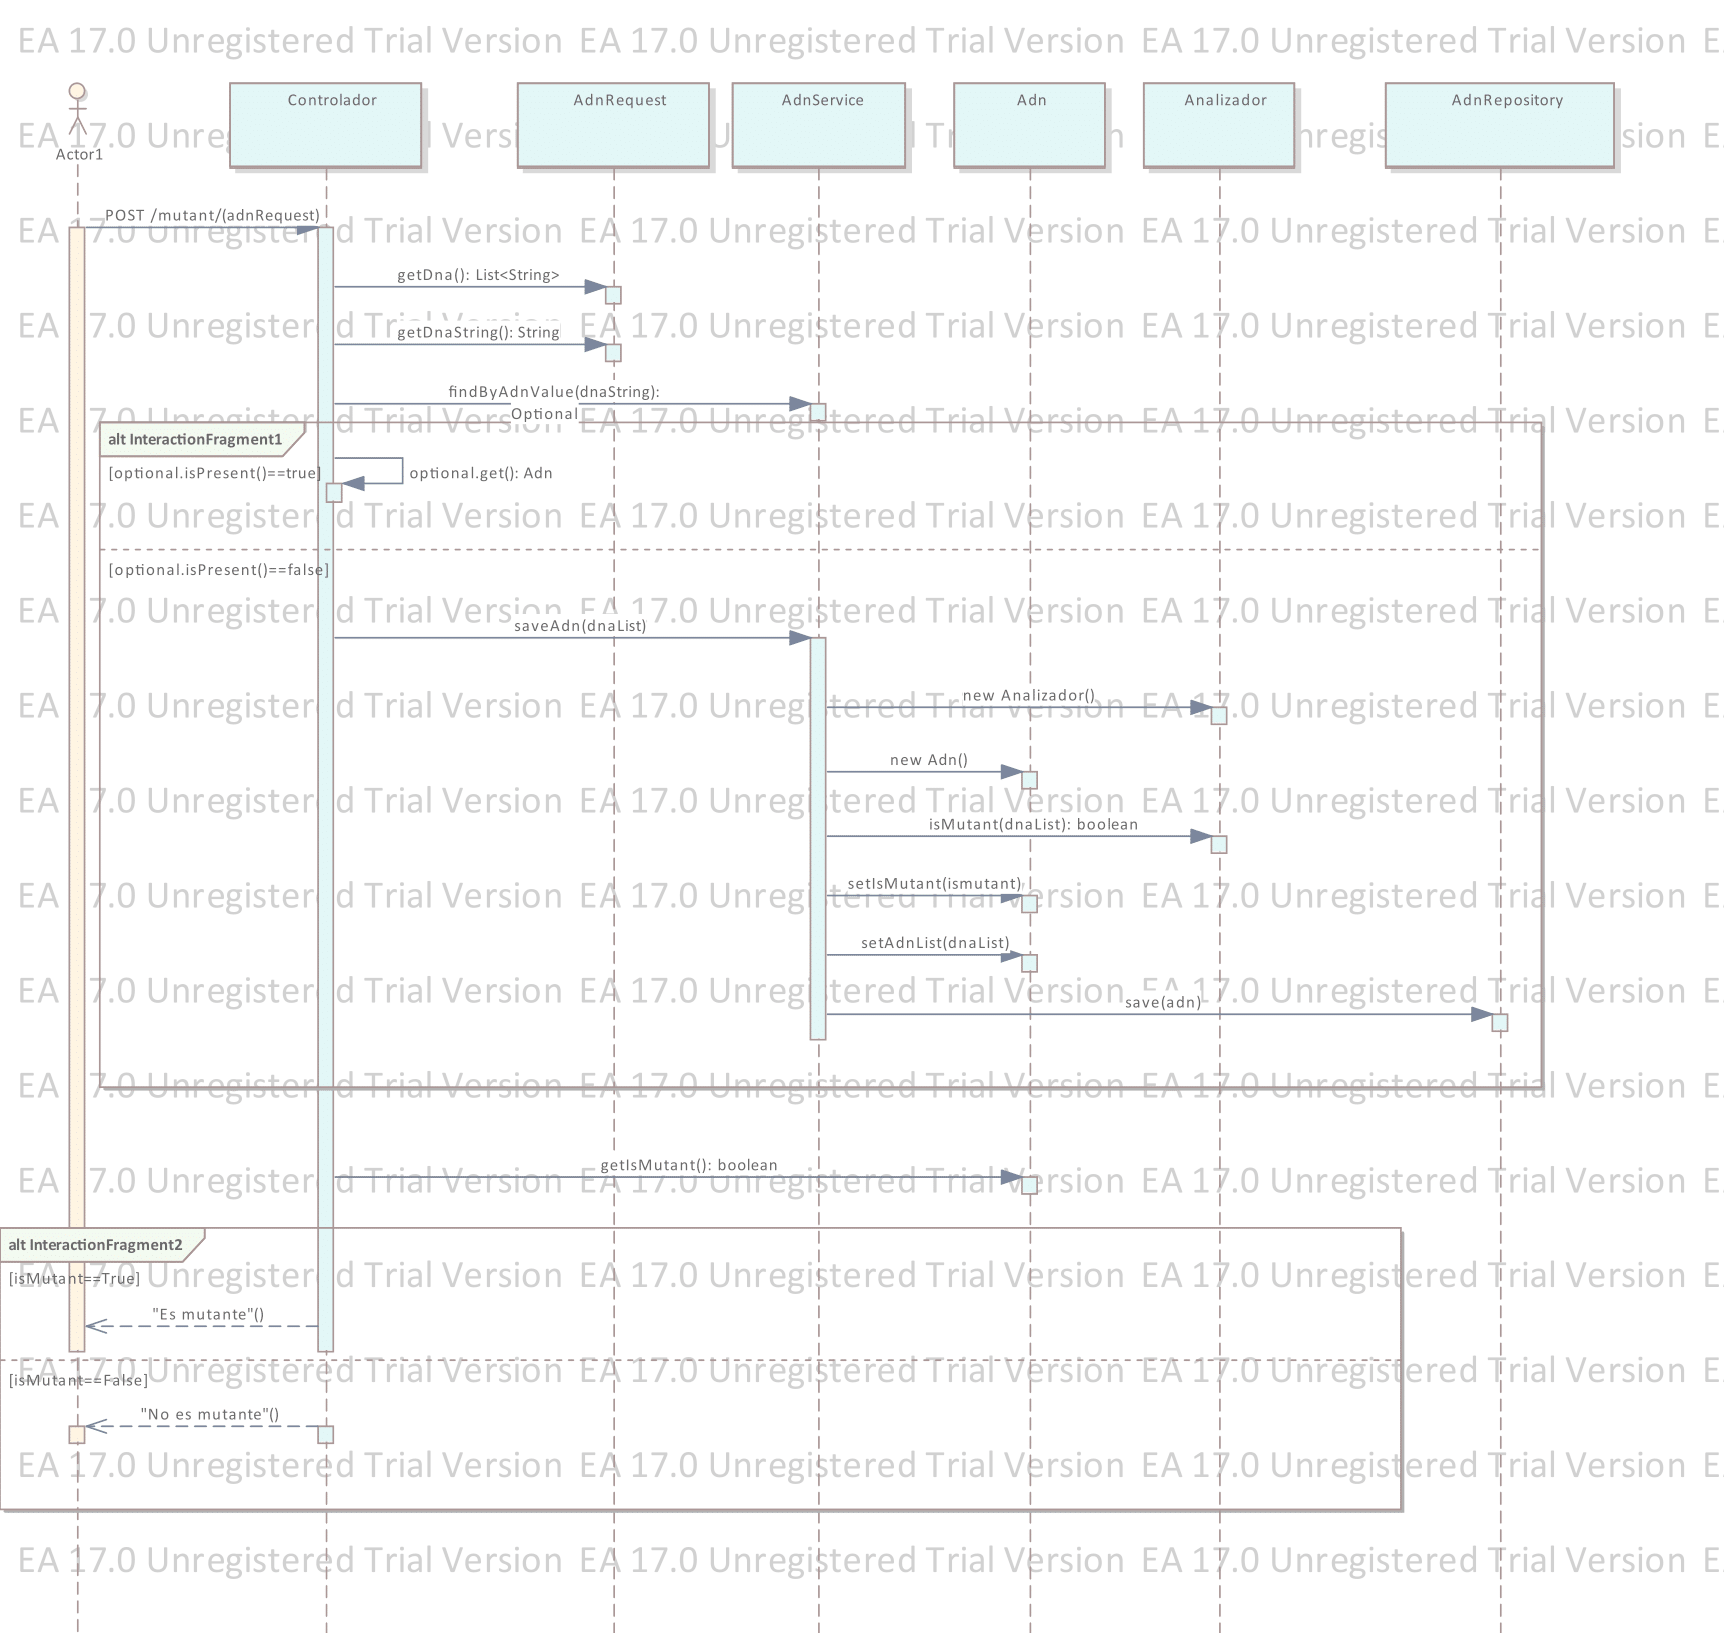 EA 17.0 Unregistered Trial Version EA 17.0 Unregistered Trial Version EA 17.0 Unregistered Trial Version
Controlador
AdnRequest
AdnService
Adn
Analizador
AdnRepository
Actor1
POST /mutant/(adnRequest)
getDna(): List<String>
getDnaString(): String
findByAdnValue(dnaString):
Optional
alt InteractionFragment1
[optional.isPresent()==true]
optional.get(): Adn
[optional.isPresent()==false]
saveAdn(dnaList)
new Analizador()
new Adn()
isMutant(dnaList): boolean
setIsMutant(ismutant)
setAdnList(dnaList)
save(adn)
getIsMutant(): boolean
alt InteractionFragment2
[isMutant==True]
"Es mutante"()
[isMutant==False]
"No es mutante"()
EA 17.0 Unregistered Trial Version EA 17.0 Unregistered Trial Version EA 17.0 Unregistered Trial Version